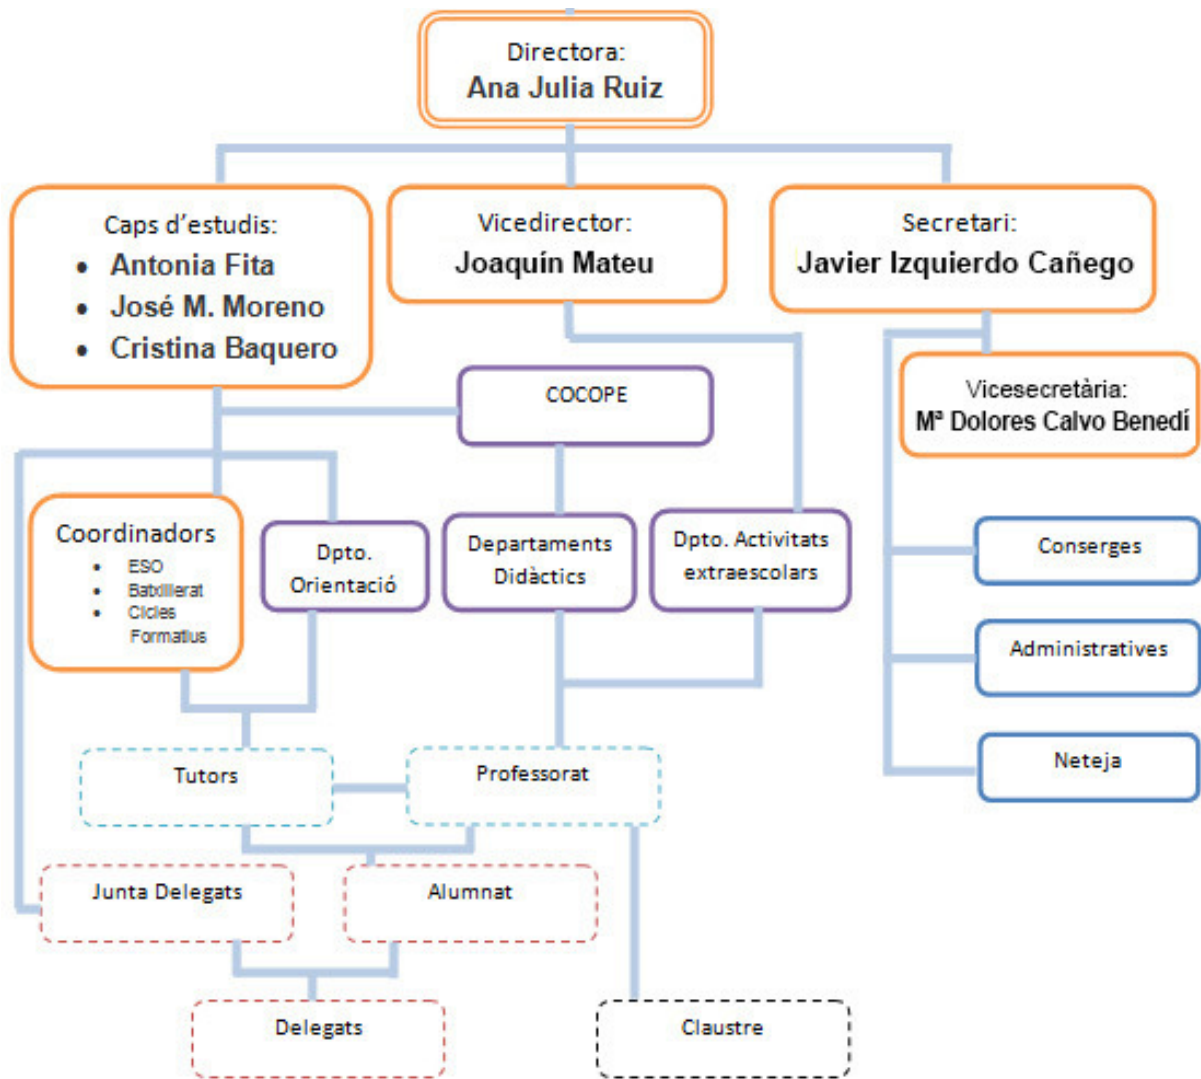 Directora:
Ana Julia Ruiz
Caps d’estudis:
• Antonia Fita
• José M. Moreno
• Cristina Baquero
Vicedirector:
Joaquín Mateu
Secretari:
Javier Izquierdo Cañego
Vicesecretària:
Mª Dolores Calvo Benedí
COCOPE
Coordinadors
• ESO
• Batxillerat
• Cicles
Formatius
Dpto.
Orientació
Departaments
Didàctics
Dpto. Activitats
extraescolars
Conserges
Administratives
Neteja
Tutors
Professorat
Junta Delegats
Alumnat
Delegats
Claustre